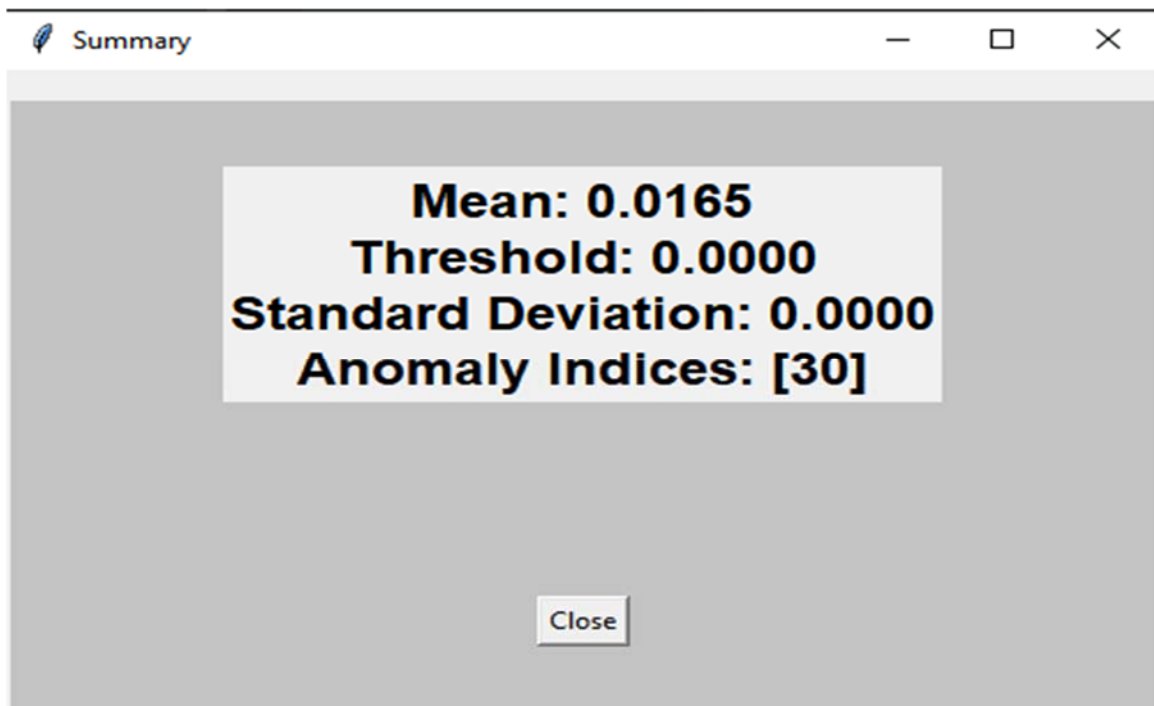 Summary
Mean: 0.0165
Threshold: 0.0000
Standard Deviation: 0.0000
Anomaly Indices: [30]
Close